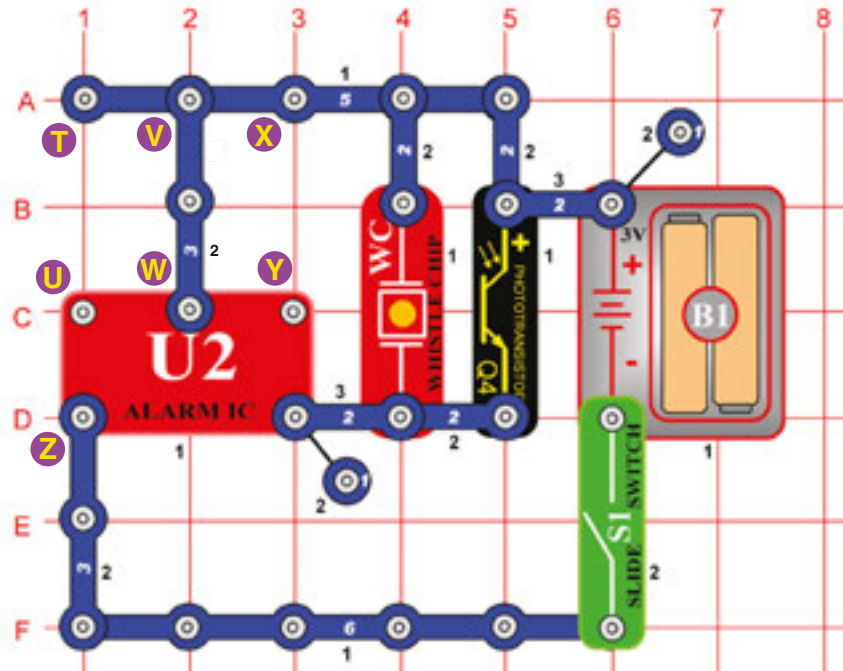 1 2 3 4 5 6 7 8
1
A 5
T V X 2 2 2 2 2 1
3
B 2
WC + 1 1 3V
U W 3 2 Y +
C WHISTLE CHIP PHOTOTRANSISTOR B1
U2 Q4 -
3
D ALARM IC 2 2
Z 1 2 1
1
2
E S1
SLIDE SWITCH
3 2 2
F 6
1